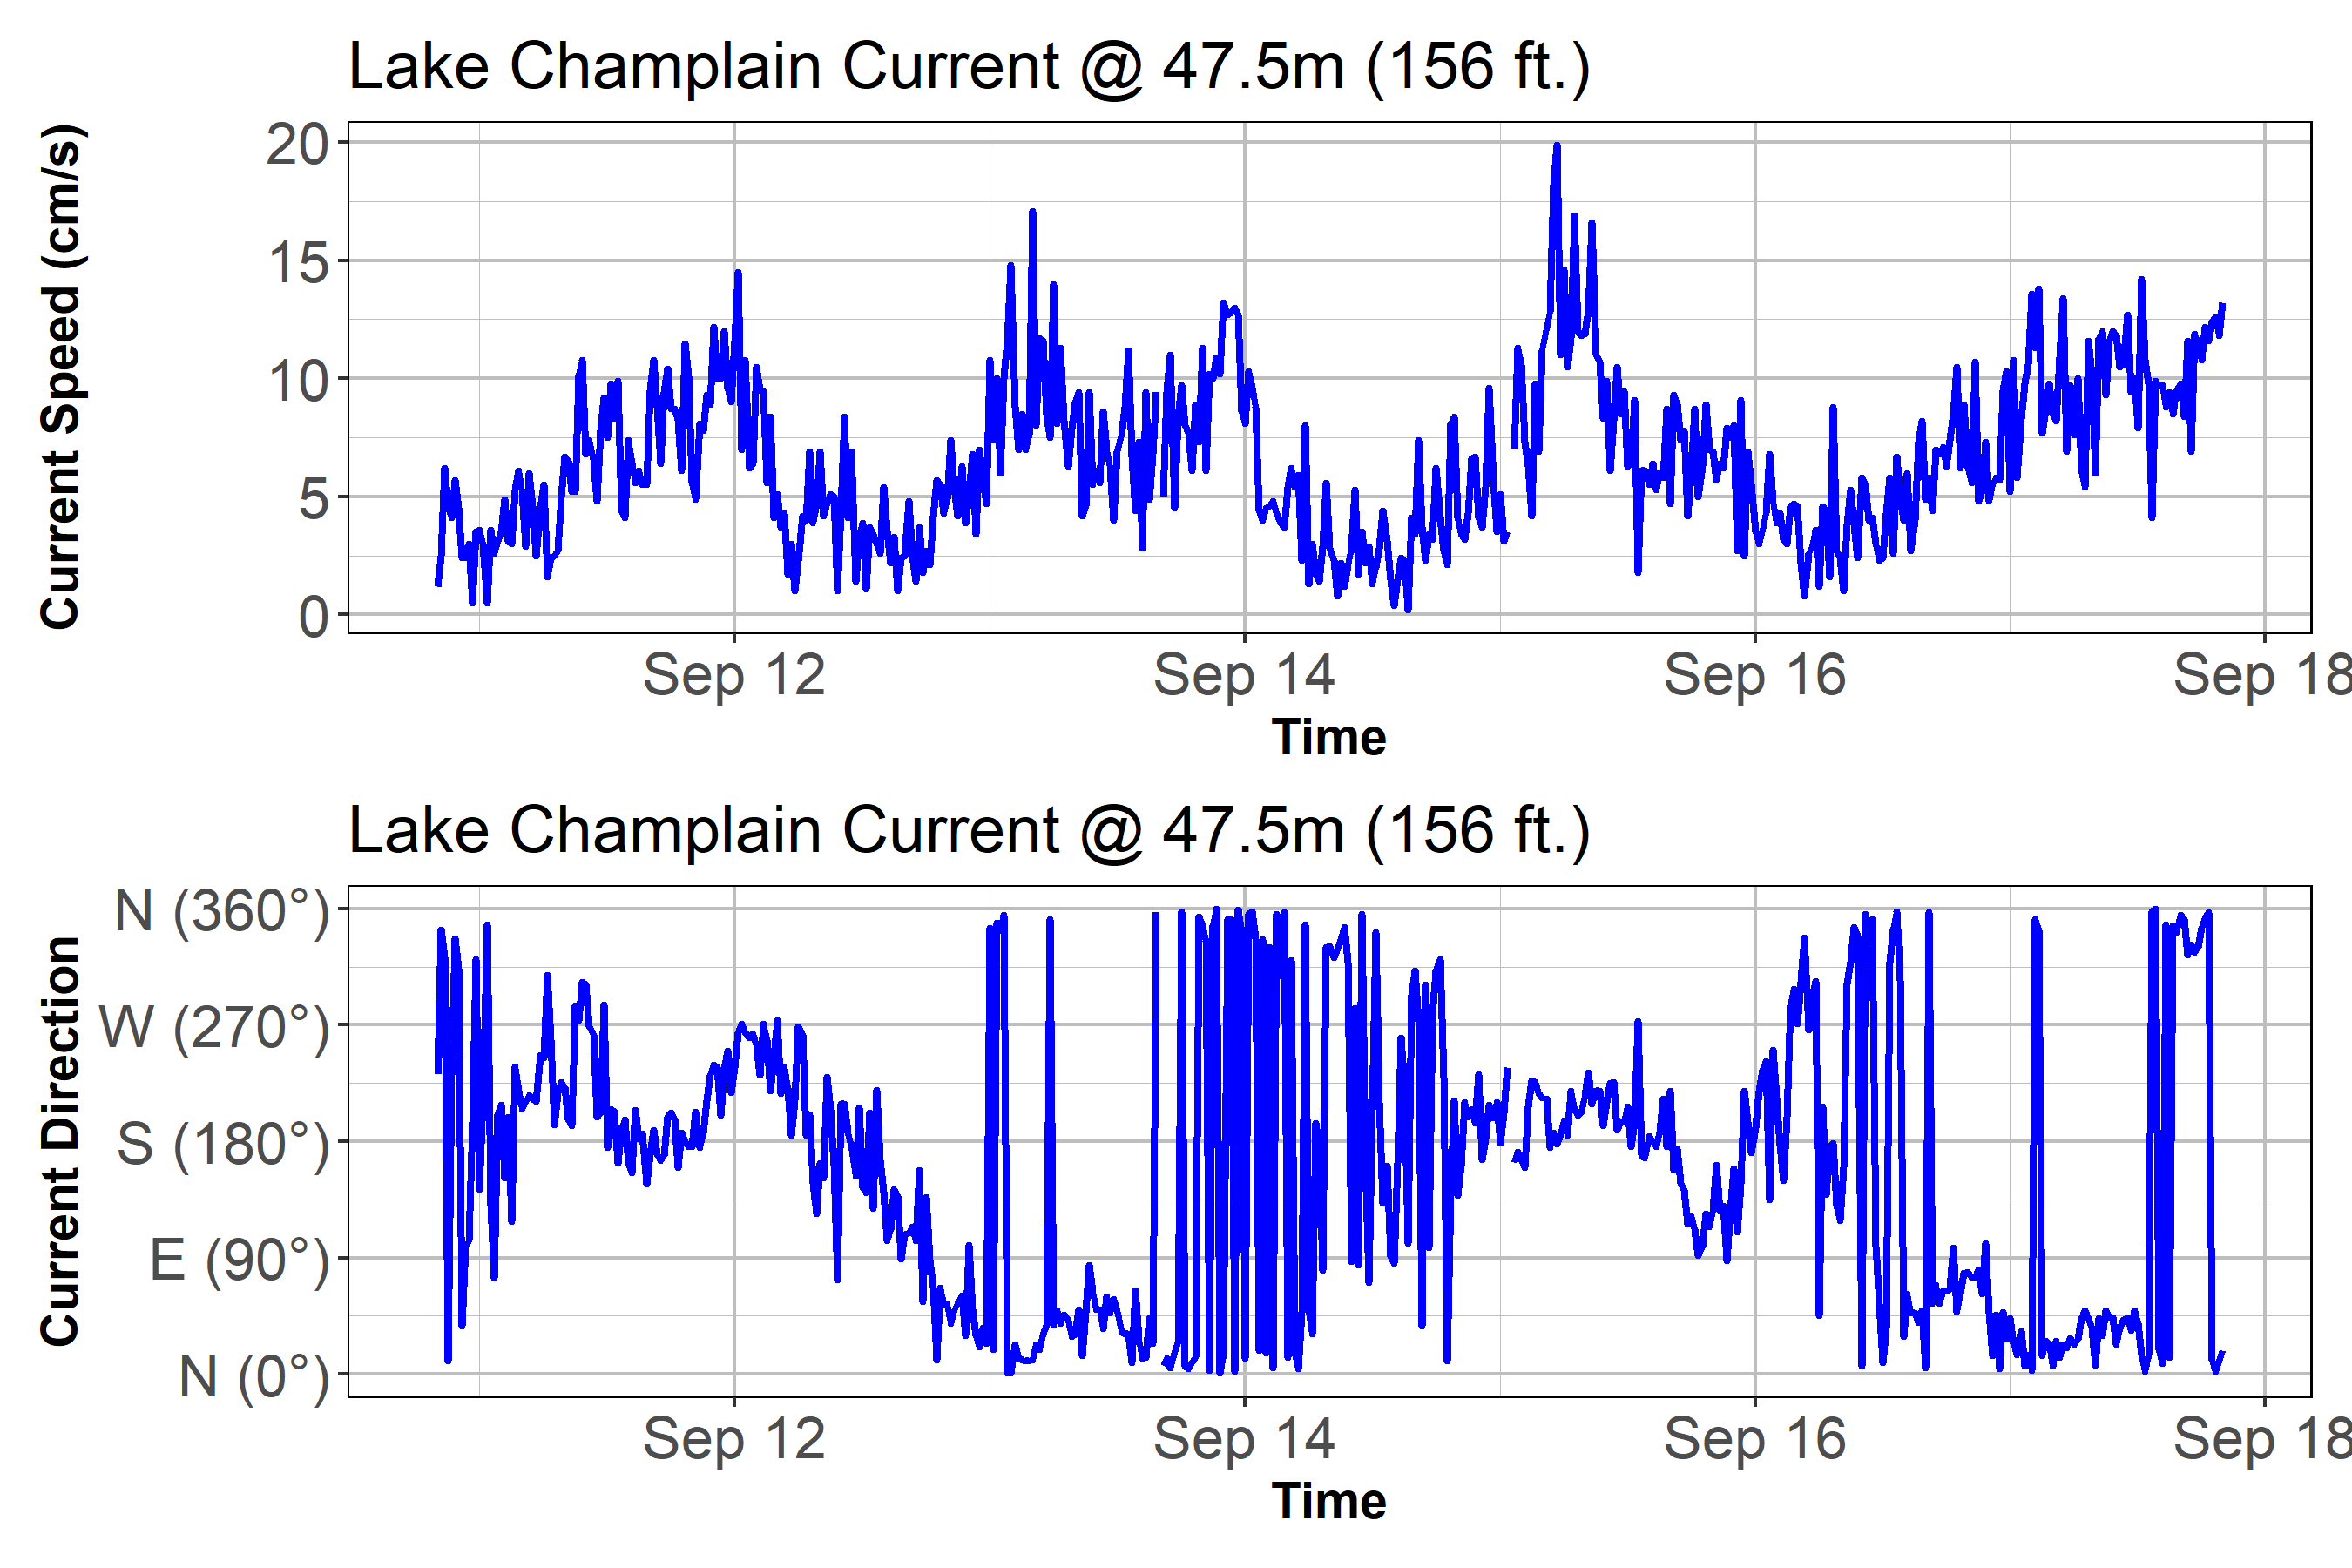 Lake Champlain Current @ 47.5m (156 ft.)
Current Speed (cm/s)
20
15
10
5
0
Sep 12 Sep 14 Sep 16 Sep 18
Time
Lake Champlain Current @ 47.5m (156 ft.)
Current Direction
N (360°)
W (270°)
S (180°)
E (90°)
N (0°)
Sep 12 Sep 14 Sep 16 Sep 18
Time